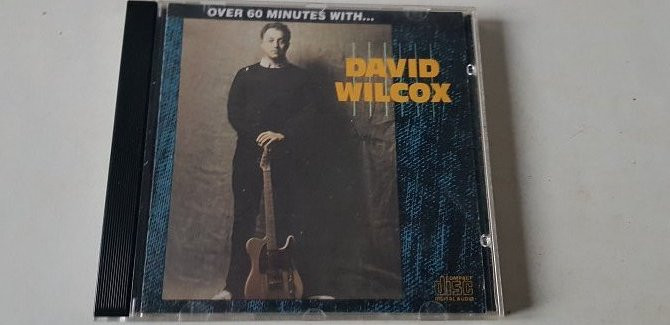 OVER 60 MINUTES WITH...
DAVID
WILCOX
COMPACT
disc
DIGITAL AUDIO